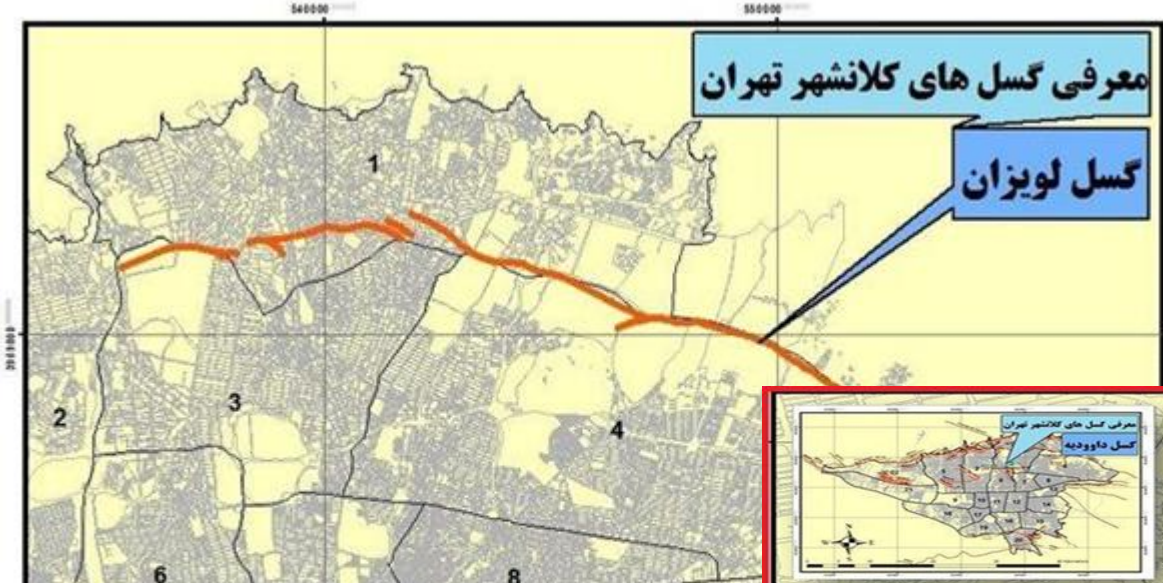 540000
550000
معرفی گسل های کلانشهر تهران
گسل لویزان
1
2
3
4
6
8
معرفی گسل های کلانشهر تهران
گسل داوودیه